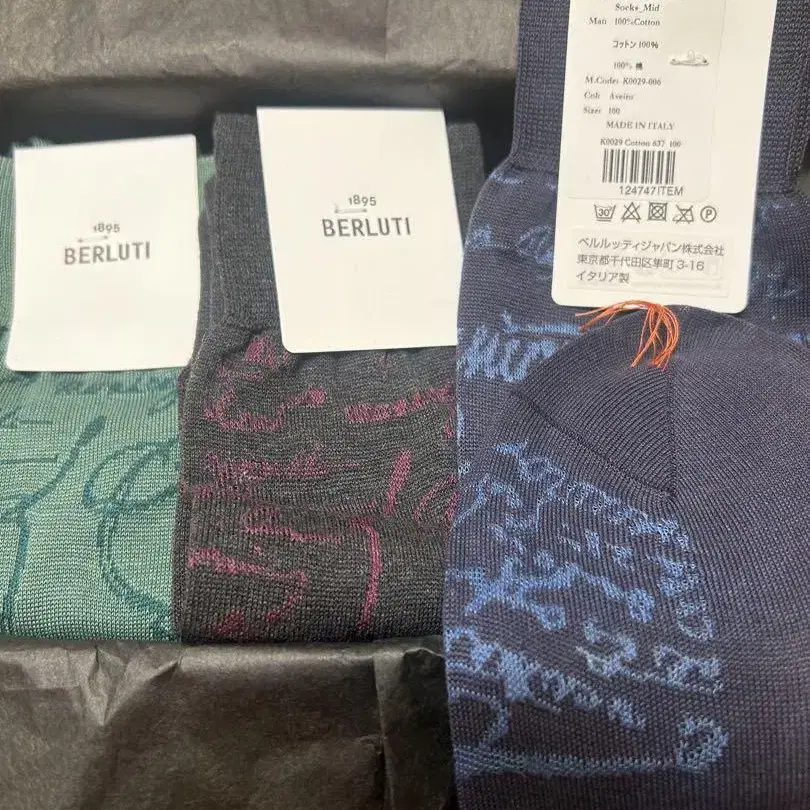 1895
BERLUTI
1895
BERLUTI
Socks_Mid
Mat: 100%Cotton
コットン 100%
100% 棉
M.Code: K0029-006
Col: Aveiro
Size: 100
MADE IN ITALY
K0029 Cotton 637 100
124747ITEM
30°
P
ベルルッティジャパン株式会社
東京都千代田区隼町3-16
イタリア製